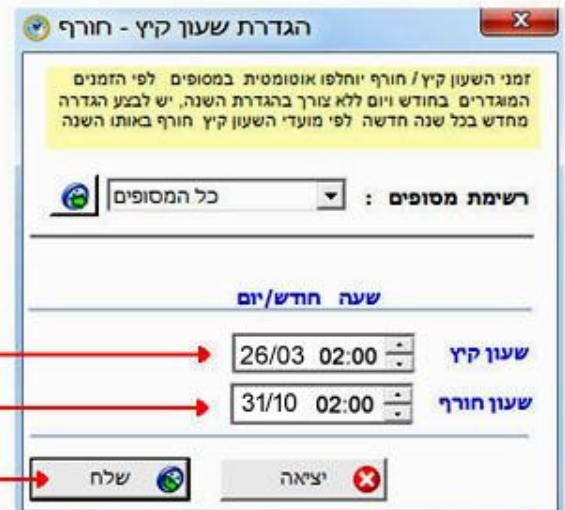 הגדרת שעון קיץ - חורף
זמני השעון קיץ / חורף יוחלפו אוטומטית במסופים לפי הזמנים
המוגדרים בחודש ויום ללא צורך בהגדרת השנה, יש לבצע הגדרה
מחדש בכל שנה חדשה לפי מועדי השעון קיץ חורף באותו השנה
רשימת מסופים : כל המסופים
שעה חודש/יום
שעון קיץ 26/03 02:00
שעון חורף 31/10 02:00
יציאה שלח